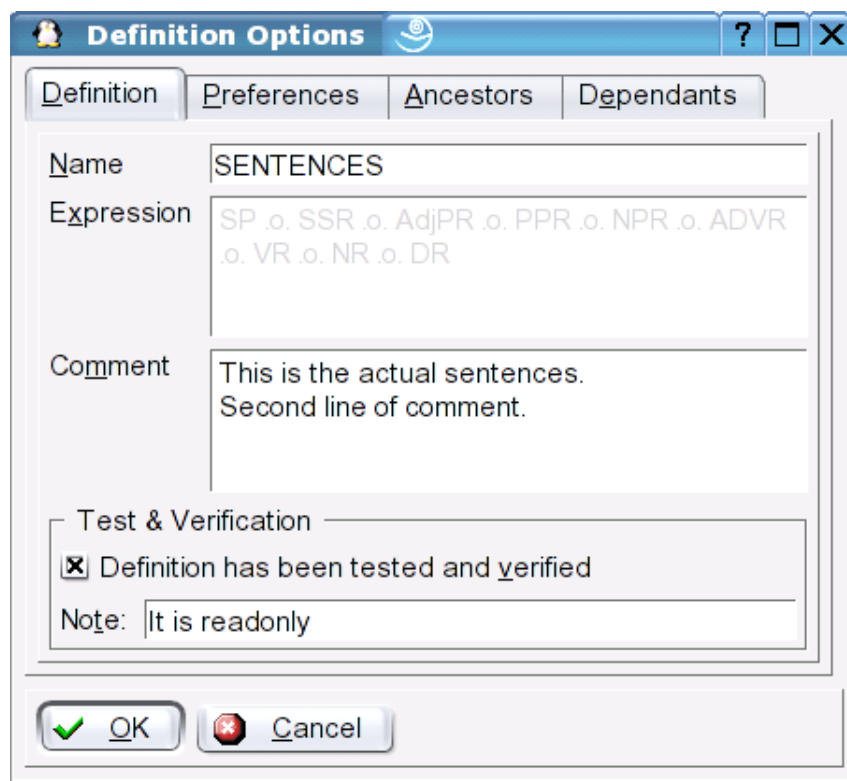 Definition Options ?
Definition Preferences Ancestors Dependants
Name SENTENCES
Expression SP .o. SSR .o. AdjPR .o. PPR .o. NPR .o. ADVR
.o. VR .o. NR .o. DR
Comment This is the actual sentences.
Second line of comment.
Test & Verification
Definition has been tested and verified
Note: It is readonly
OK Cancel